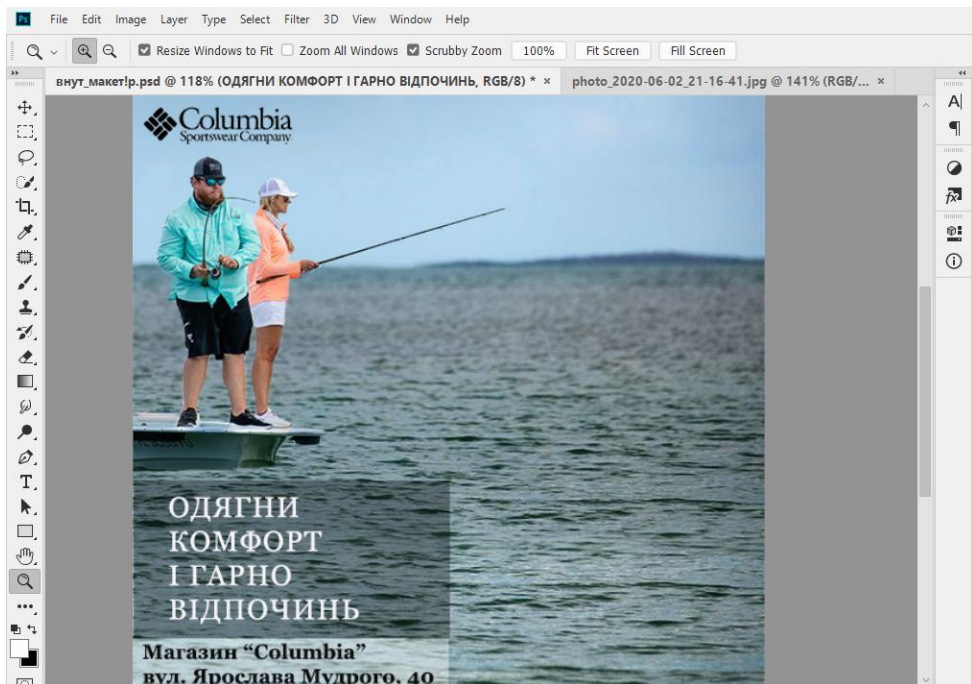 Ps File Edit Image Layer Type Select Filter 3D View Window Help
Resize Windows to Fit Zoom All Windows Scrubby Zoom 100% Fit Screen Fill Screen
внут_макет!р.psd @ 118% (ОДЯГНИ КОМФОРТ І ГАРНО ВІДПОЧИНЬ, RGB/8) * × photo_2020-06-02_21-16-41.jpg @ 141% (RGB/... ×
Columbia
Sportswear Company
ОДЯГНИ
КОМФОРТ
І ГАРНО
ВІДПОЧИНЬ
Магазин “Columbia”
вул. Ярослава Мудрого, 40